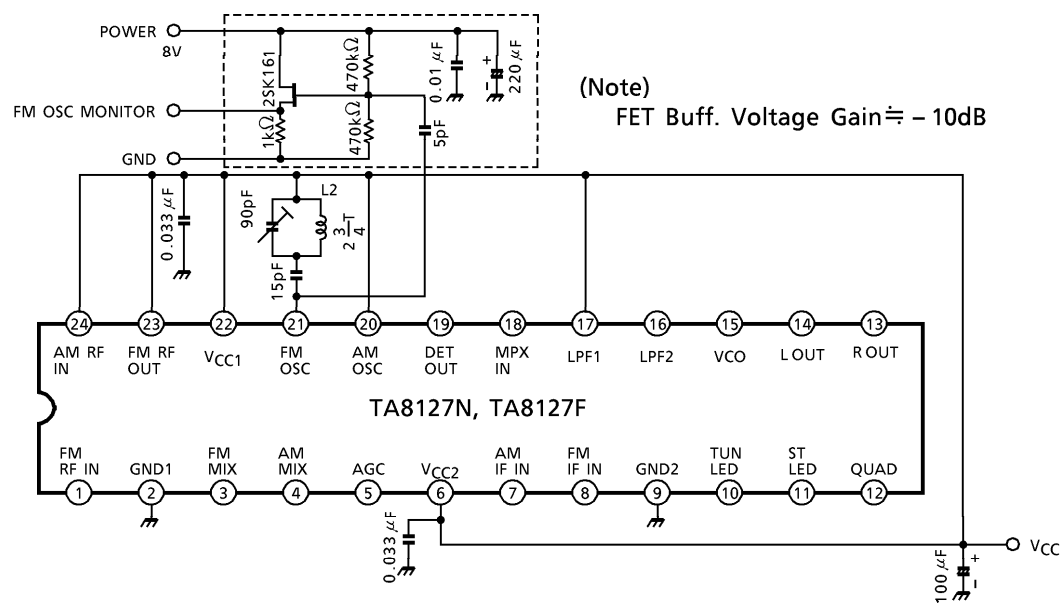 POWER
8V
2SK161
470kΩ
0.01 µF
220 µF
+
-
(Note)
FET Buff. Voltage Gain≒ – 10dB
FM OSC MONITOR
1kΩ
470kΩ
5pF
GND
0.033 µF
90pF
L2
2 3/4 T
15pF
24 23 22 21 20 19 18 17 16 15 14 13
AM RF IN
FM RF OUT
VCC1
FM OSC
AM OSC
DET OUT
MPX IN
LPF1
LPF2
VCO
L OUT
R OUT
TA8127N, TA8127F
FM RF IN
GND1
FM MIX
AM MIX
AGC
VCC2
AM IF IN
FM IF IN
GND2
TUN LED
ST LED
QUAD
1 2 3 4 5 6 7 8 9 10 11 12
0.033 µF
VCC
100 µF
+
-